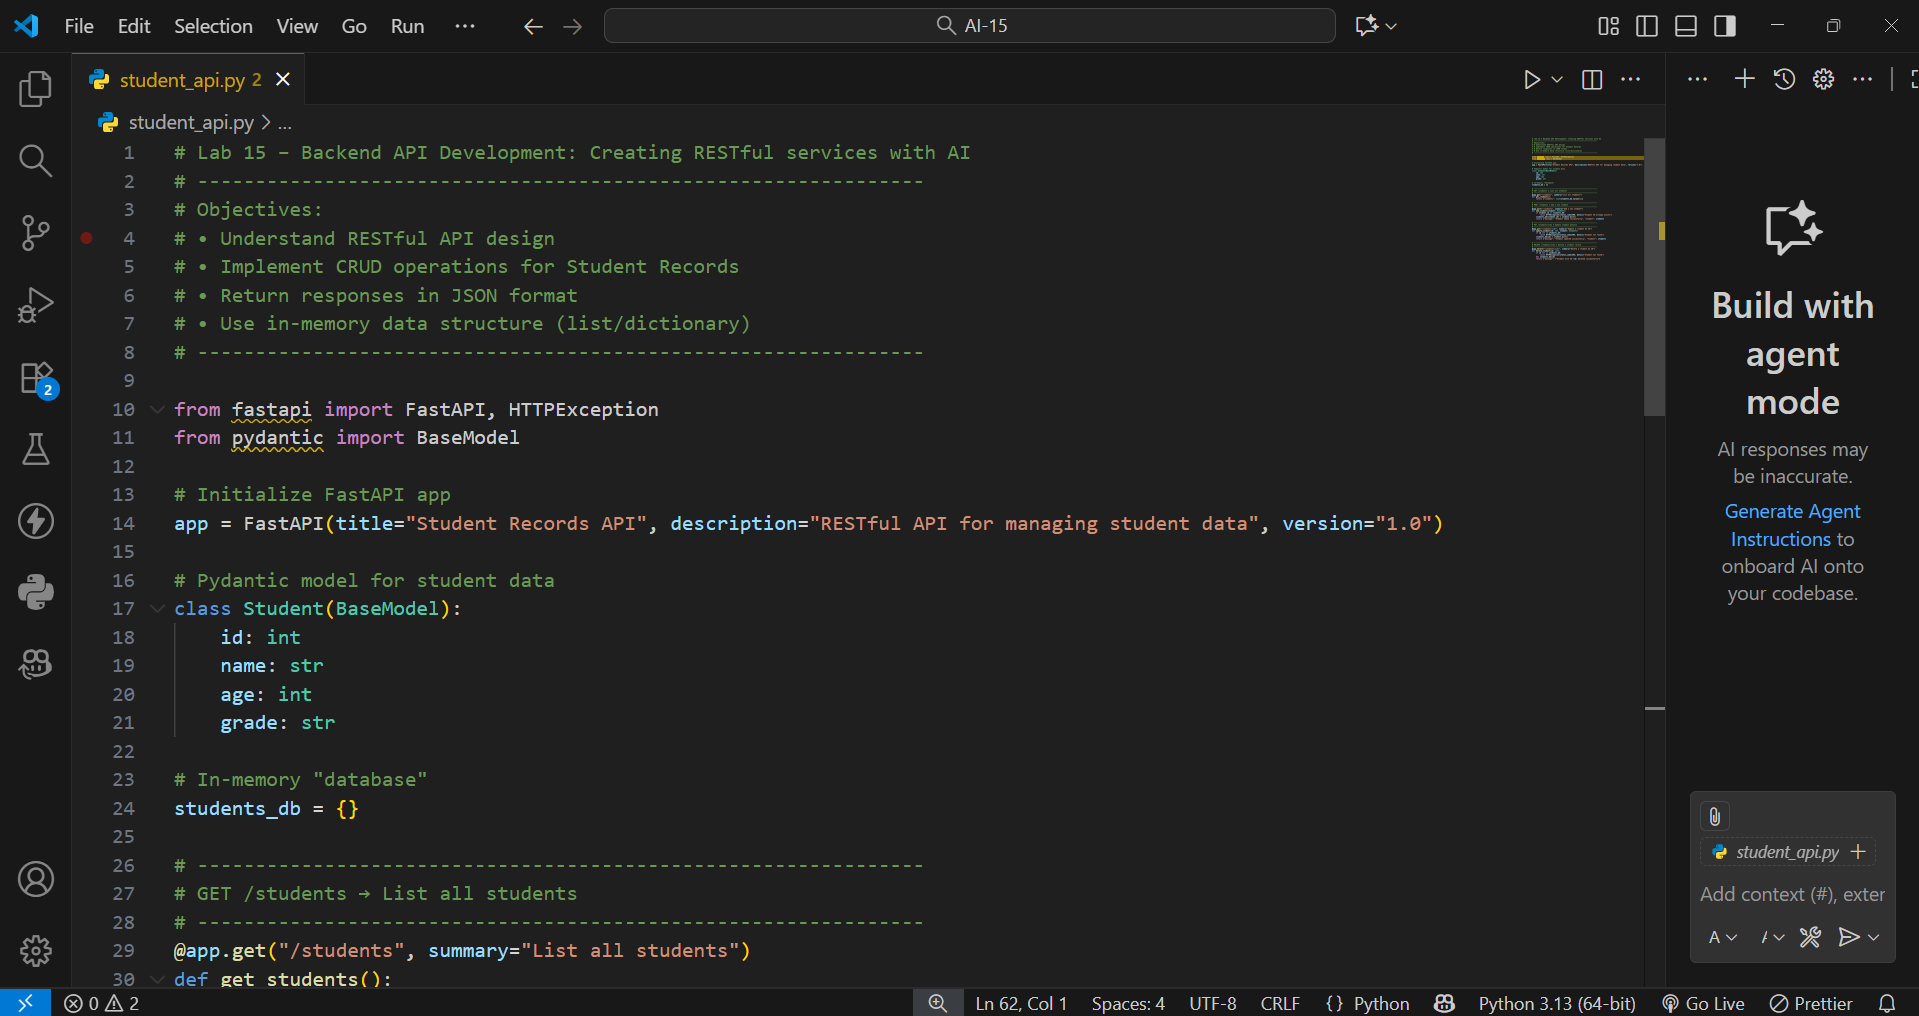 File Edit Selection View Go Run ···
AI-15
student_api.py 2
student_api.py > ...
1 # Lab 15 – Backend API Development: Creating RESTful services with AI
2 # ---------------------------------------------------------------
3 # Objectives:
4 # • Understand RESTful API design
5 # • Implement CRUD operations for Student Records
6 # • Return responses in JSON format
7 # • Use in-memory data structure (list/dictionary)
8 # ---------------------------------------------------------------
9
10 from fastapi import FastAPI, HTTPException
11 from pydantic import BaseModel
12
13 # Initialize FastAPI app
14 app = FastAPI(title="Student Records API", description="RESTful API for managing student data", version="1.0")
15
16 # Pydantic model for student data
17 class Student(BaseModel):
18     id: int
19     name: str
20     age: int
21     grade: str
22
23 # In-memory "database"
24 students_db = {}
25
26 # ---------------------------------------------------------------
27 # GET /students → List all students
28 # ---------------------------------------------------------------
29 @app.get("/students", summary="List all students")
30 def get_students():
2
Build with
agent
mode
AI responses may
be inaccurate.
Generate Agent
Instructions to
onboard AI onto
your codebase.
student_api.py +
Add context (#), exter
A
0 2
Ln 62, Col 1 Spaces: 4 UTF-8 CRLF {} Python Python 3.13 (64-bit) Go Live Prettier